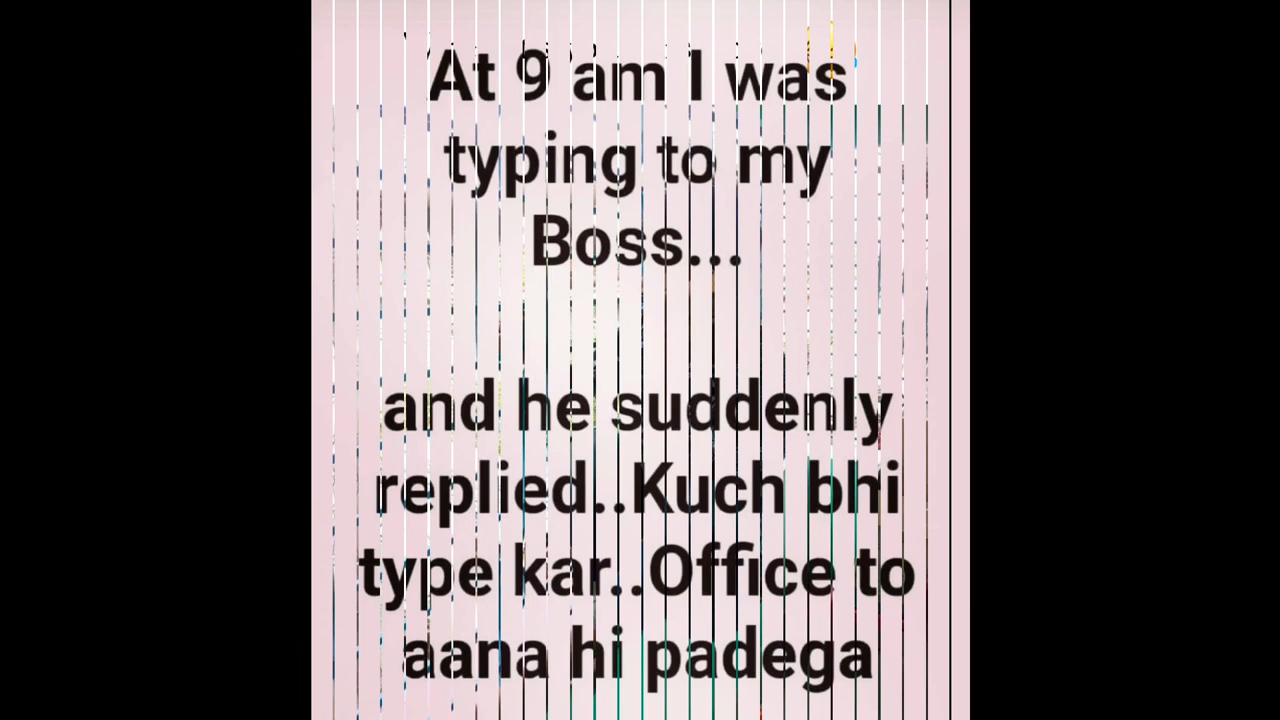 At 9 am I was
typing to my
Boss...
and he suddenly
replied..Kuch bhi
type kar..Office to
aana hi padega